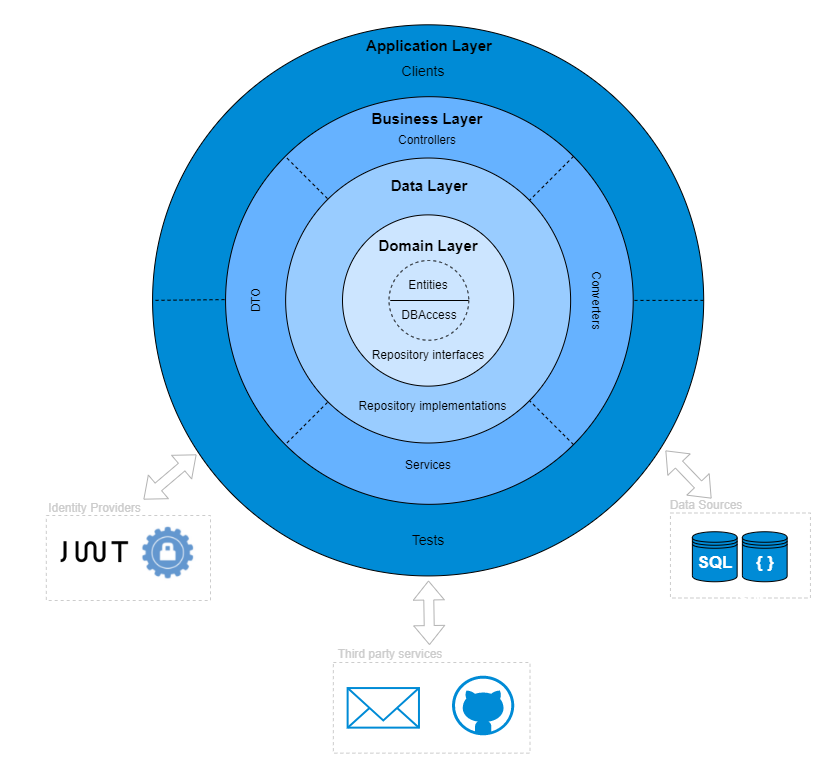 Application Layer
Clients
Business Layer
Controllers
Data Layer
Domain Layer
Entities
DBAccess
Repository interfaces
Repository implementations
DTO
Converters
Services
Tests
Identity Providers
JWT
Data Sources
SQL
{ }
Third party services